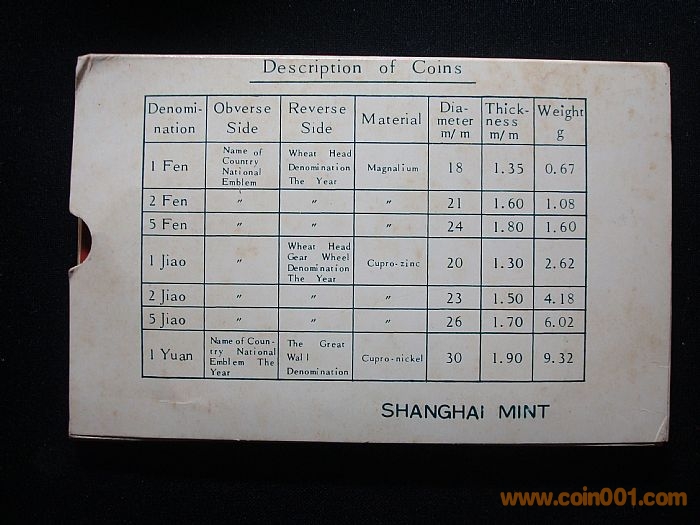 Description of Coins
Denomi-nation Obverse Side Reverse Side Material Dia-meter m/m Thick-ness m/m Weight g
1 Fen Name of Country National Emblem Wheat Head Denomination The Year Magnalium 18 1.35 0.67
2 Fen " " " 21 1.60 1.08
5 Fen " " " 24 1.80 1.60
1 Jiao " Wheat Head Gear Wheel Denomination The Year Cupro-zinc 20 1.30 2.62
2 Jiao " " " 23 1.50 4.18
5 Jiao " " " 26 1.70 6.02
1 Yuan Name of Coun-try National Emblem The Year The Great Wall Denomination Cupro-nickel 30 1.90 9.32
SHANGHAI MINT
www.coin001.com